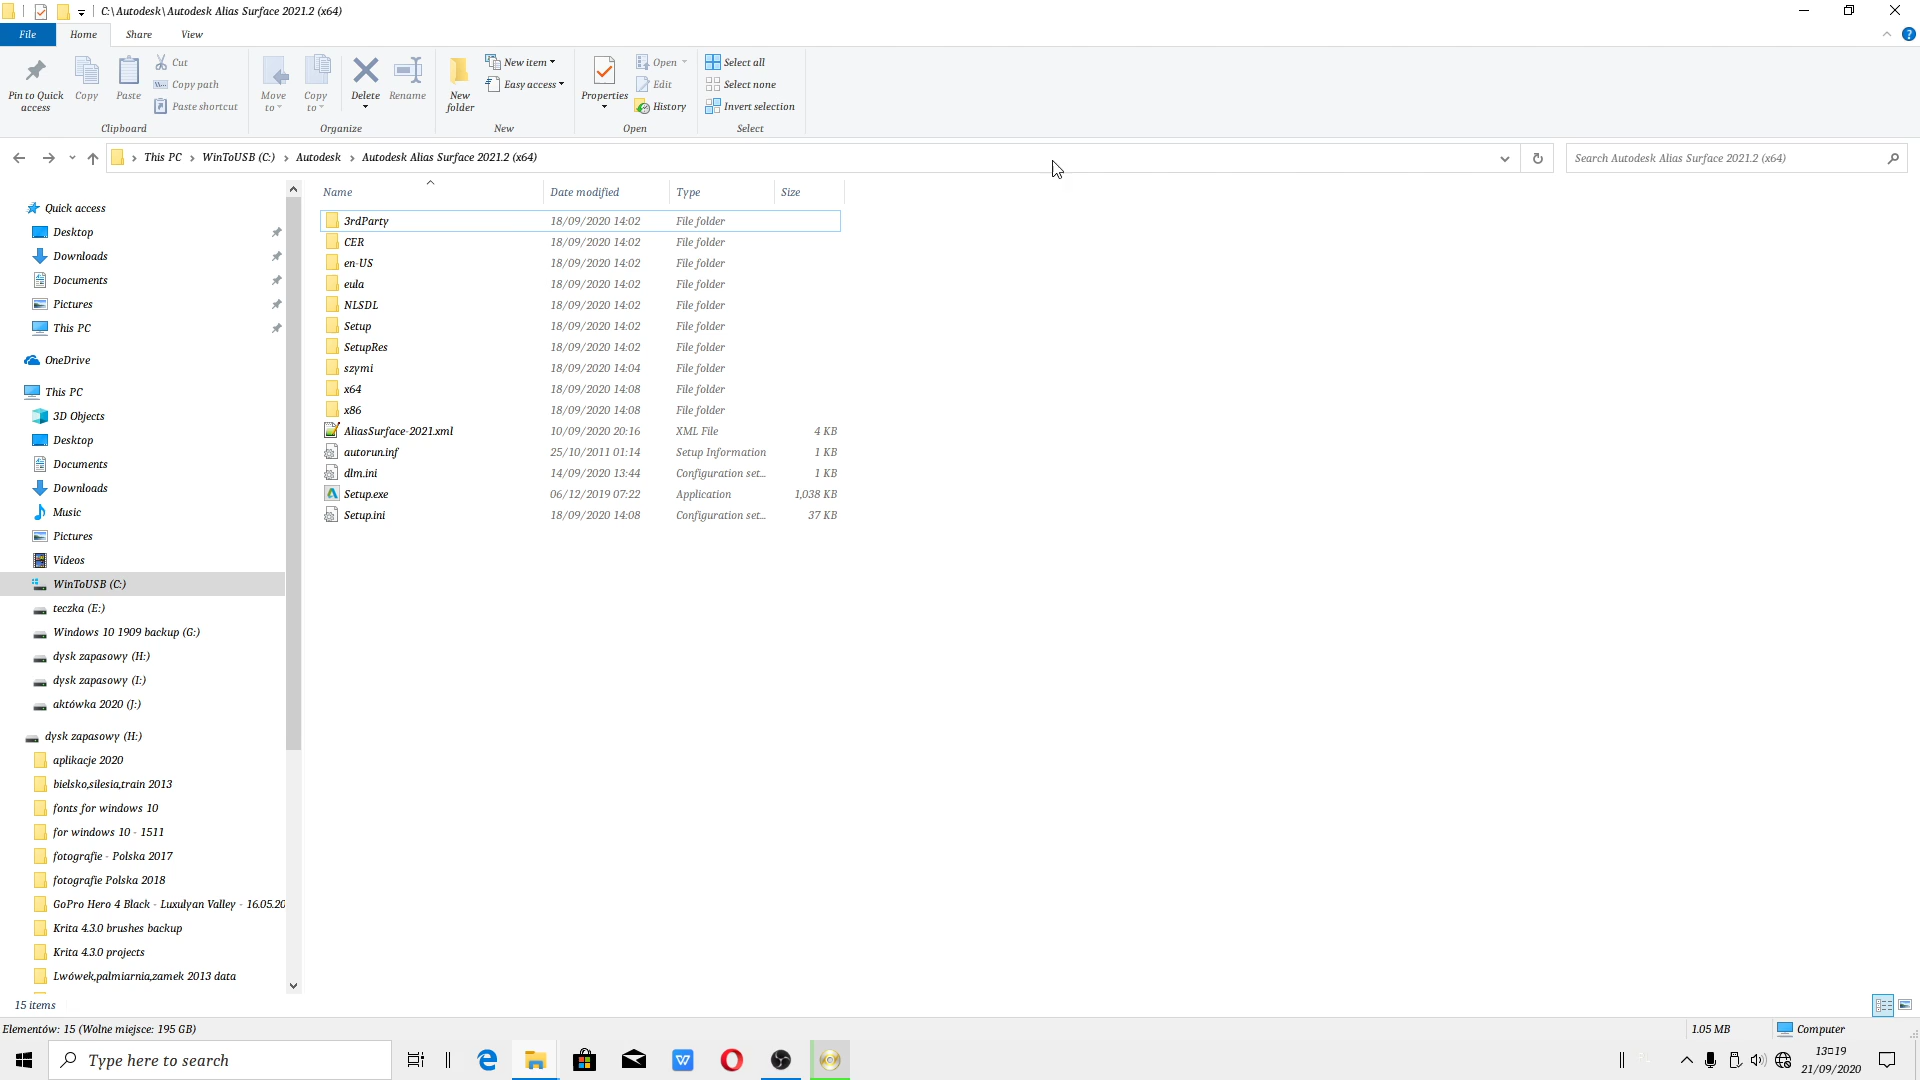 C:\Autodesk\Autodesk Alias Surface 2021.2 (x64)
File Home Share View
Pin to Quick access
Copy
Paste
Cut
Copy path
Paste shortcut
Clipboard
Move to
Copy to
Delete
Rename
Organize
New folder
New item
Easy access
New
Properties
Open
Edit
History
Open
Select all
Select none
Invert selection
Select
This PC > WinToUSB (C:) > Autodesk > Autodesk Alias Surface 2021.2 (x64)
Search Autodesk Alias Surface 2021.2 (x64)
Quick access
Desktop
Downloads
Documents
Pictures
This PC
OneDrive
This PC
3D Objects
Desktop
Documents
Downloads
Music
Pictures
Videos
WinToUSB (C:)
teczka (E:)
Windows 10 1909 backup (G:)
dysk zapasowy (H:)
dysk zapasowy (I:)
aktówka 2020 (J:)
dysk zapasowy (H:)
aplikacje 2020
bielsko,silesia,train 2013
fonts for windows 10
for windows 10 - 1511
fotografie - Polska 2017
fotografie Polska 2018
GoPro Hero 4 Black - Luxulyan Valley - 16.05.20
Krita 4.3.0 brushes backup
Krita 4.3.0 projects
Lwówek,palmiarnia,zamek 2013 data
Name Date modified Type Size
3rdParty 18/09/2020 14:02 File folder
CER 18/09/2020 14:02 File folder
en-US 18/09/2020 14:02 File folder
eula 18/09/2020 14:02 File folder
NLSDL 18/09/2020 14:02 File folder
Setup 18/09/2020 14:02 File folder
SetupRes 18/09/2020 14:02 File folder
szymi 18/09/2020 14:04 File folder
x64 18/09/2020 14:08 File folder
x86 18/09/2020 14:08 File folder
AliasSurface-2021.xml 10/09/2020 20:16 XML File 4 KB
autorun.inf 25/10/2011 01:14 Setup Information 1 KB
dlm.ini 14/09/2020 13:44 Configuration set... 1 KB
Setup.exe 06/12/2019 07:22 Application 1,038 KB
Setup.ini 18/09/2020 14:08 Configuration set... 37 KB
15 items
Elementów: 15 (Wolne miejsce: 195 GB) 1.05 MB Computer
Type here to search
13□19
21/09/2020